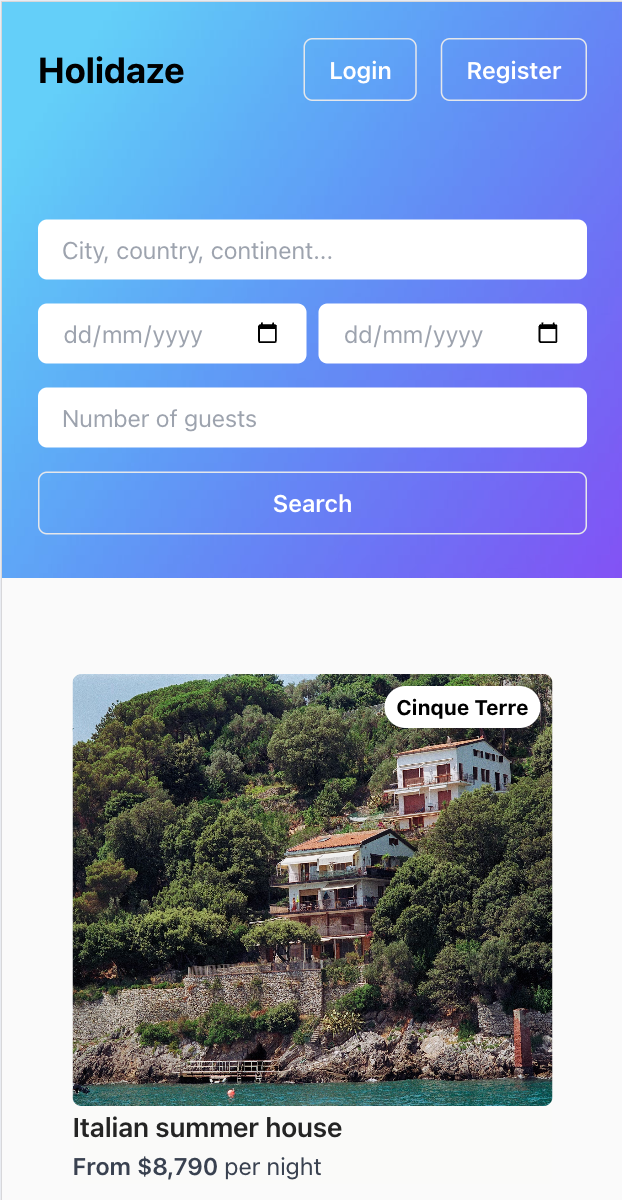 Holidaze
Login
Register
City, country, continent...
dd/mm/yyyy
dd/mm/yyyy
Number of guests
Search
Cinque Terre
Italian summer house
From $8,790 per night